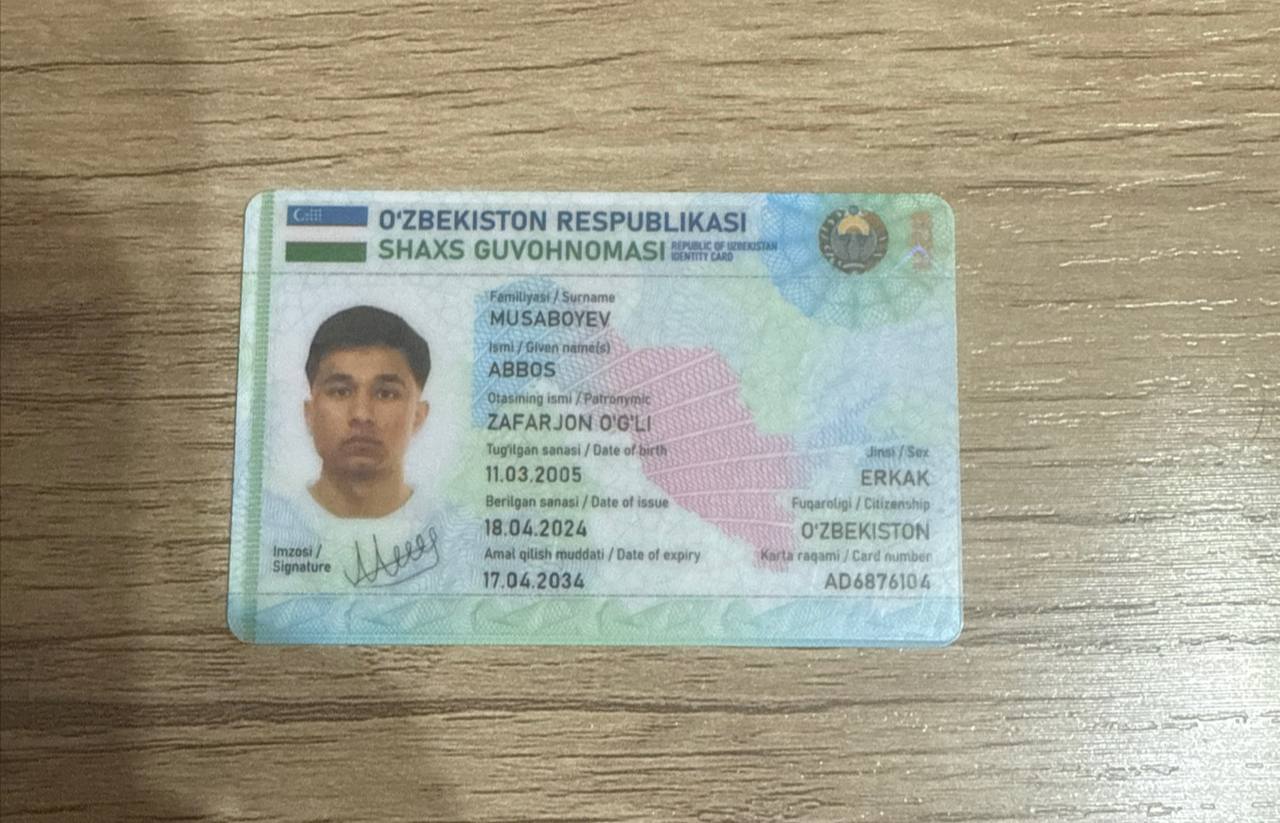 O‘ZBEKISTON RESPUBLIKASI
SHAXS GUVOHNOMASI
REPUBLIC OF UZBEKISTAN
IDENTITY CARD
Familiyasi / Surname
MUSABOYEV
Ismi / Given name(s)
ABBOS
Otasining ismi / Patronymic
ZAFARJON O‘G‘LI
Tug‘ilgan sanasi / Date of birth
11.03.2005
Berilgan sanasi / Date of issue
18.04.2024
Amal qilish muddati / Date of expiry
17.04.2034
Jinsi / Sex
ERKAK
Fuqaroligi / Citizenship
O‘ZBEKISTON
Karta raqami / Card number
AD6876104
Imzosi /
Signature